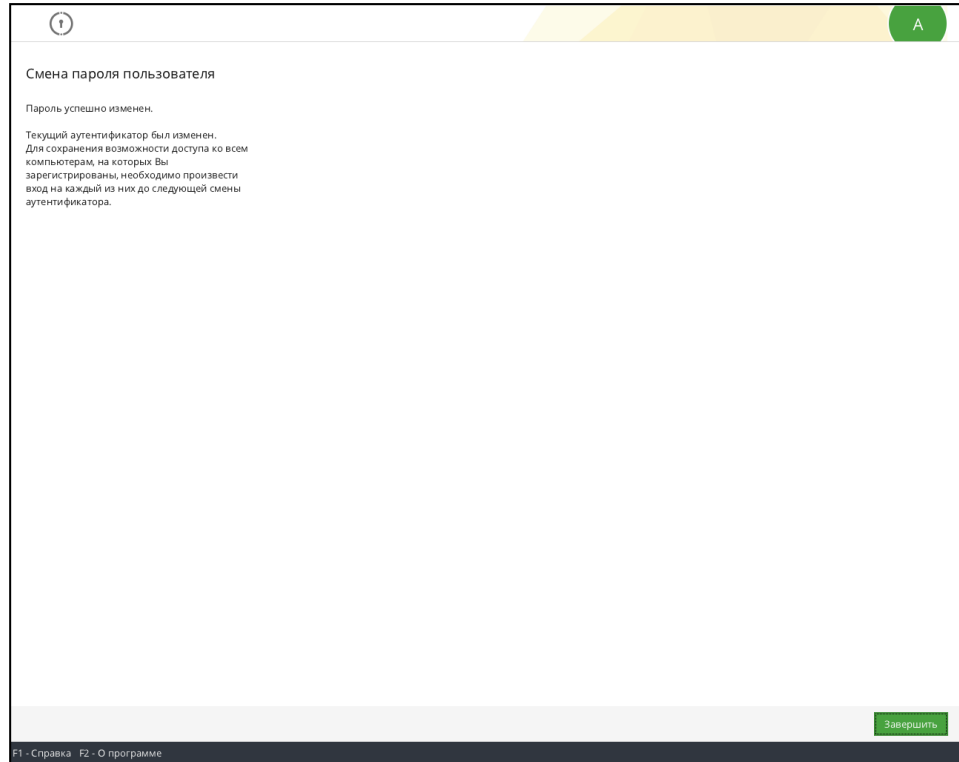 A
Смена пароля пользователя
Пароль успешно изменен.
Текущий аутентификатор был изменен.
Для сохранения возможности доступа ко всем
компьютерам, на которых Вы
зарегистрированы, необходимо произвести
вход на каждый из них до следующей смены
аутентификатора.
Завершить
F1 - Справка F2 - О программе